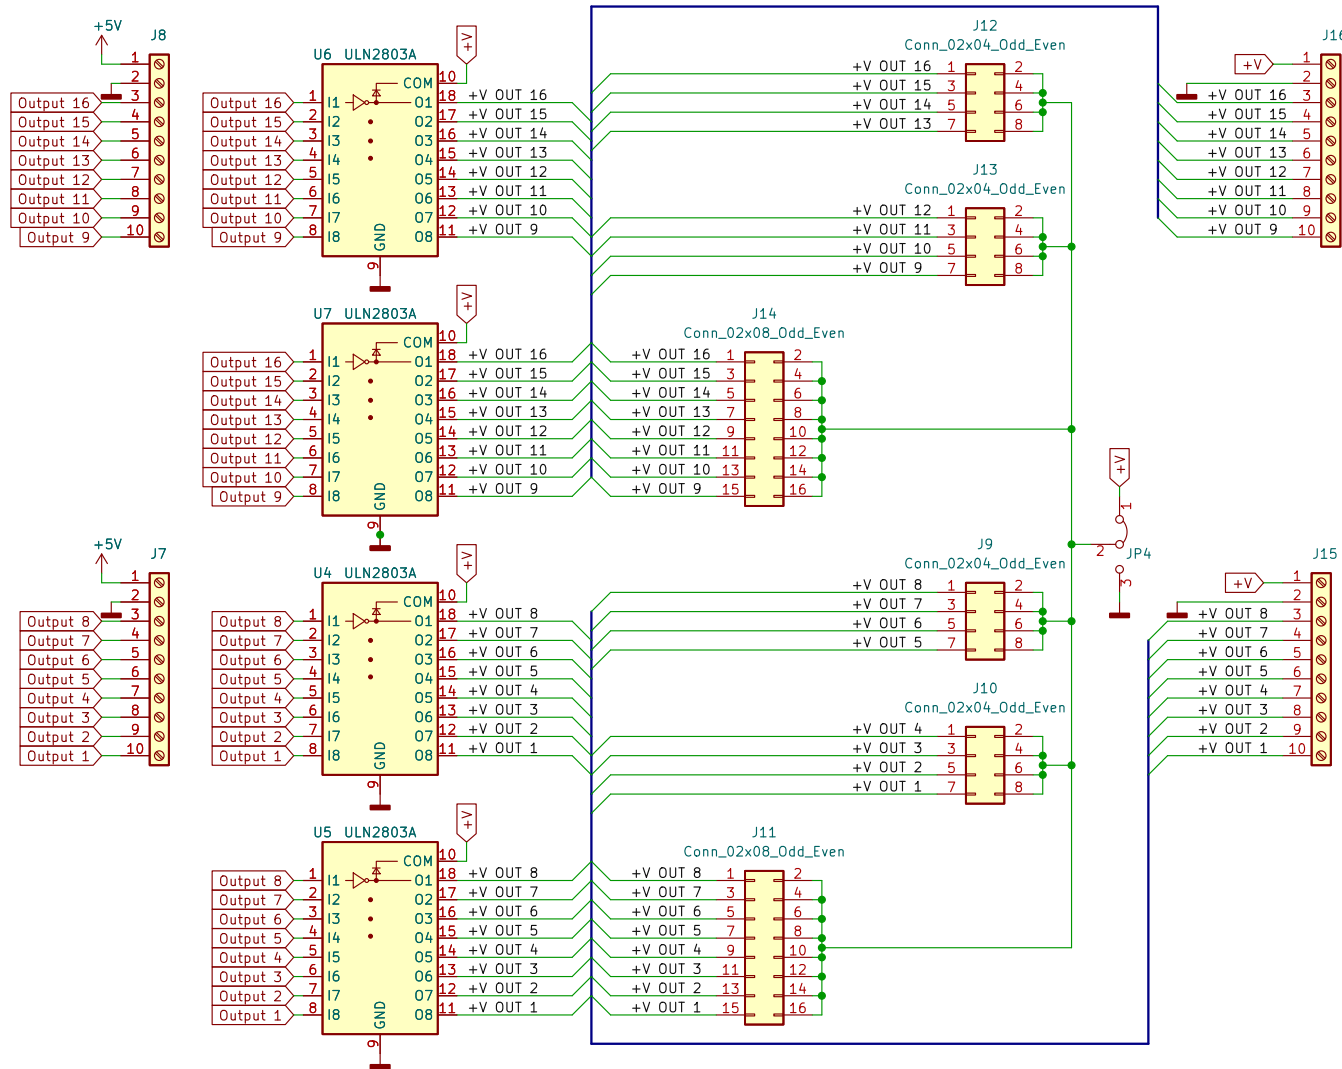 +5V
J8
1
2
Output 16 3
Output 15 4
Output 14 5
Output 13 6
Output 12 7
Output 11 8
Output 10 9
Output 9 10
U6 ULN2803A
+V
COM 10
Output 16 1 I1 O1 18 +V OUT 16
Output 15 2 I2 O2 17 +V OUT 15
Output 14 3 I3 O3 16 +V OUT 14
Output 13 4 I4 O4 15 +V OUT 13
Output 12 5 I5 O5 14 +V OUT 12
Output 11 6 I6 O6 13 +V OUT 11
Output 10 7 I7 O7 12 +V OUT 10
Output 9 8 I8 O8 11 +V OUT 9
GND
9
J12
Conn_02x04_Odd_Even
+V OUT 16 1 2
+V OUT 15 3 4
+V OUT 14 5 6
+V OUT 13 7 8
J13
Conn_02x04_Odd_Even
+V OUT 12 1 2
+V OUT 11 3 4
+V OUT 10 5 6
+V OUT 9 7 8
J16
+V 1
2
+V OUT 16 3
+V OUT 15 4
+V OUT 14 5
+V OUT 13 6
+V OUT 12 7
+V OUT 11 8
+V OUT 10 9
+V OUT 9 10
U7 ULN2803A
+V
COM 10
Output 16 1 I1 O1 18 +V OUT 16
Output 15 2 I2 O2 17 +V OUT 15
Output 14 3 I3 O3 16 +V OUT 14
Output 13 4 I4 O4 15 +V OUT 13
Output 12 5 I5 O5 14 +V OUT 12
Output 11 6 I6 O6 13 +V OUT 11
Output 10 7 I7 O7 12 +V OUT 10
Output 9 8 I8 O8 11 +V OUT 9
GND
9
J14
Conn_02x08_Odd_Even
+V OUT 16 1 2
+V OUT 15 3 4
+V OUT 14 5 6
+V OUT 13 7 8
+V OUT 12 9 10
+V OUT 11 11 12
+V OUT 10 13 14
+V OUT 9 15 16
+V
1
2 JP4
3
+5V
J7
1
2
Output 8 3
Output 7 4
Output 6 5
Output 5 6
Output 4 7
Output 3 8
Output 2 9
Output 1 10
U4 ULN2803A
+V
COM 10
Output 8 1 I1 O1 18 +V OUT 8
Output 7 2 I2 O2 17 +V OUT 7
Output 6 3 I3 O3 16 +V OUT 6
Output 5 4 I4 O4 15 +V OUT 5
Output 4 5 I5 O5 14 +V OUT 4
Output 3 6 I6 O6 13 +V OUT 3
Output 2 7 I7 O7 12 +V OUT 2
Output 1 8 I8 O8 11 +V OUT 1
GND
9
J9
Conn_02x04_Odd_Even
+V OUT 8 1 2
+V OUT 7 3 4
+V OUT 6 5 6
+V OUT 5 7 8
J10
Conn_02x04_Odd_Even
+V OUT 4 1 2
+V OUT 3 3 4
+V OUT 2 5 6
+V OUT 1 7 8
J15
+V 1
2
+V OUT 8 3
+V OUT 7 4
+V OUT 6 5
+V OUT 5 6
+V OUT 4 7
+V OUT 3 8
+V OUT 2 9
+V OUT 1 10
U5 ULN2803A
+V
COM 10
Output 8 1 I1 O1 18 +V OUT 8
Output 7 2 I2 O2 17 +V OUT 7
Output 6 3 I3 O3 16 +V OUT 6
Output 5 4 I4 O4 15 +V OUT 5
Output 4 5 I5 O5 14 +V OUT 4
Output 3 6 I6 O6 13 +V OUT 3
Output 2 7 I7 O7 12 +V OUT 2
Output 1 8 I8 O8 11 +V OUT 1
GND
9
J11
Conn_02x08_Odd_Even
+V OUT 8 1 2
+V OUT 7 3 4
+V OUT 6 5 6
+V OUT 5 7 8
+V OUT 4 9 10
+V OUT 3 11 12
+V OUT 2 13 14
+V OUT 1 15 16